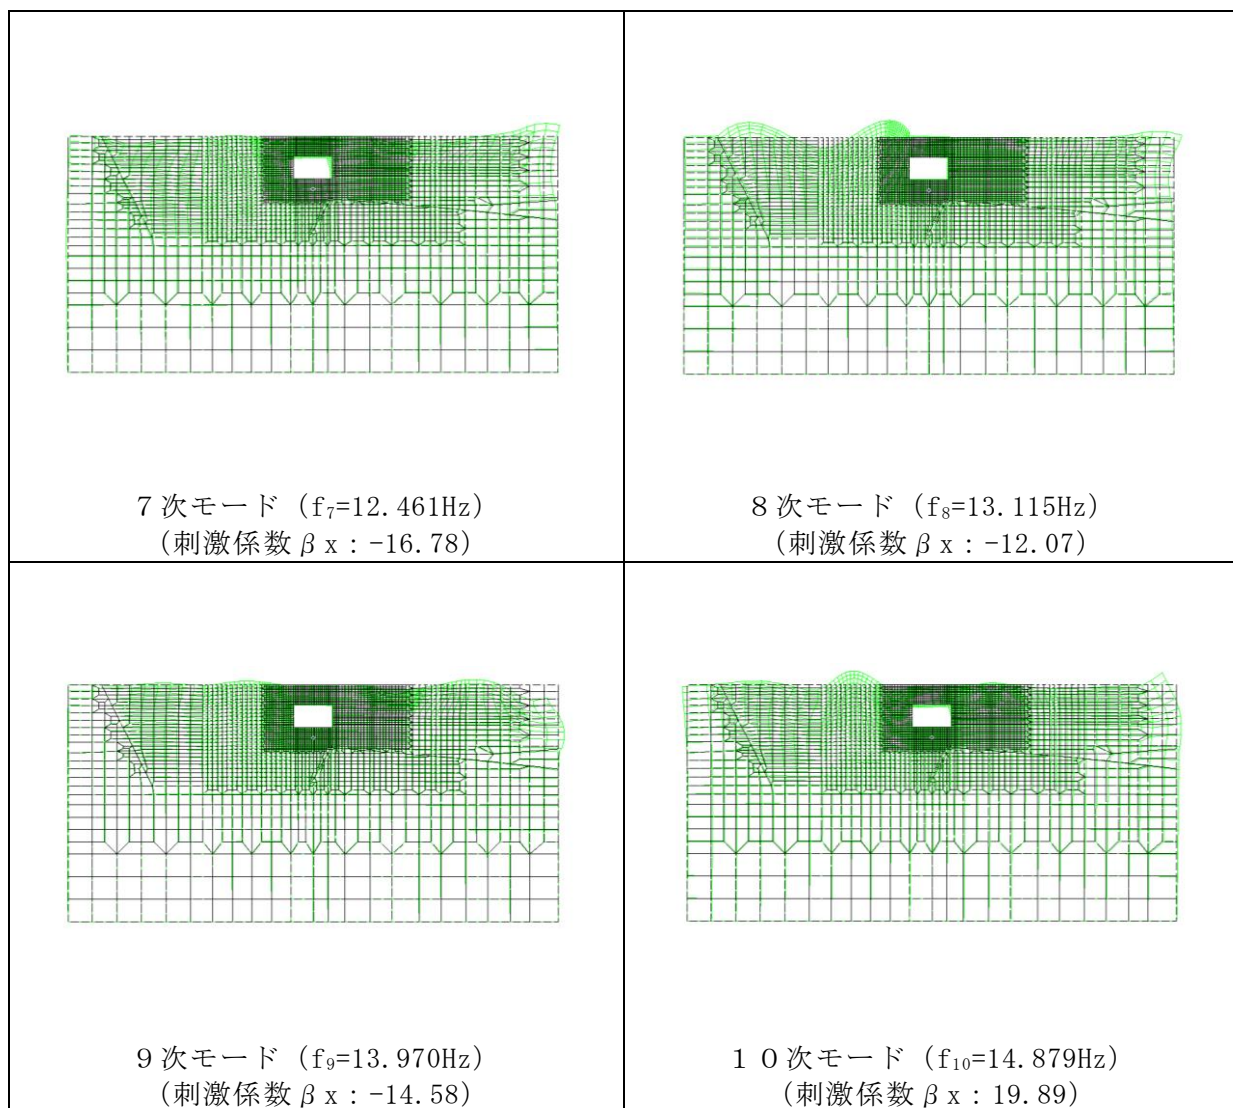 ７次モード（f₇=12.461Hz）
（刺激係数βx：-16.78）
８次モード（f₈=13.115Hz）
（刺激係数βx：-12.07）
９次モード（f₉=13.970Hz）
（刺激係数βx：-14.58）
１０次モード（f₁₀=14.879Hz）
（刺激係数βx：19.89）